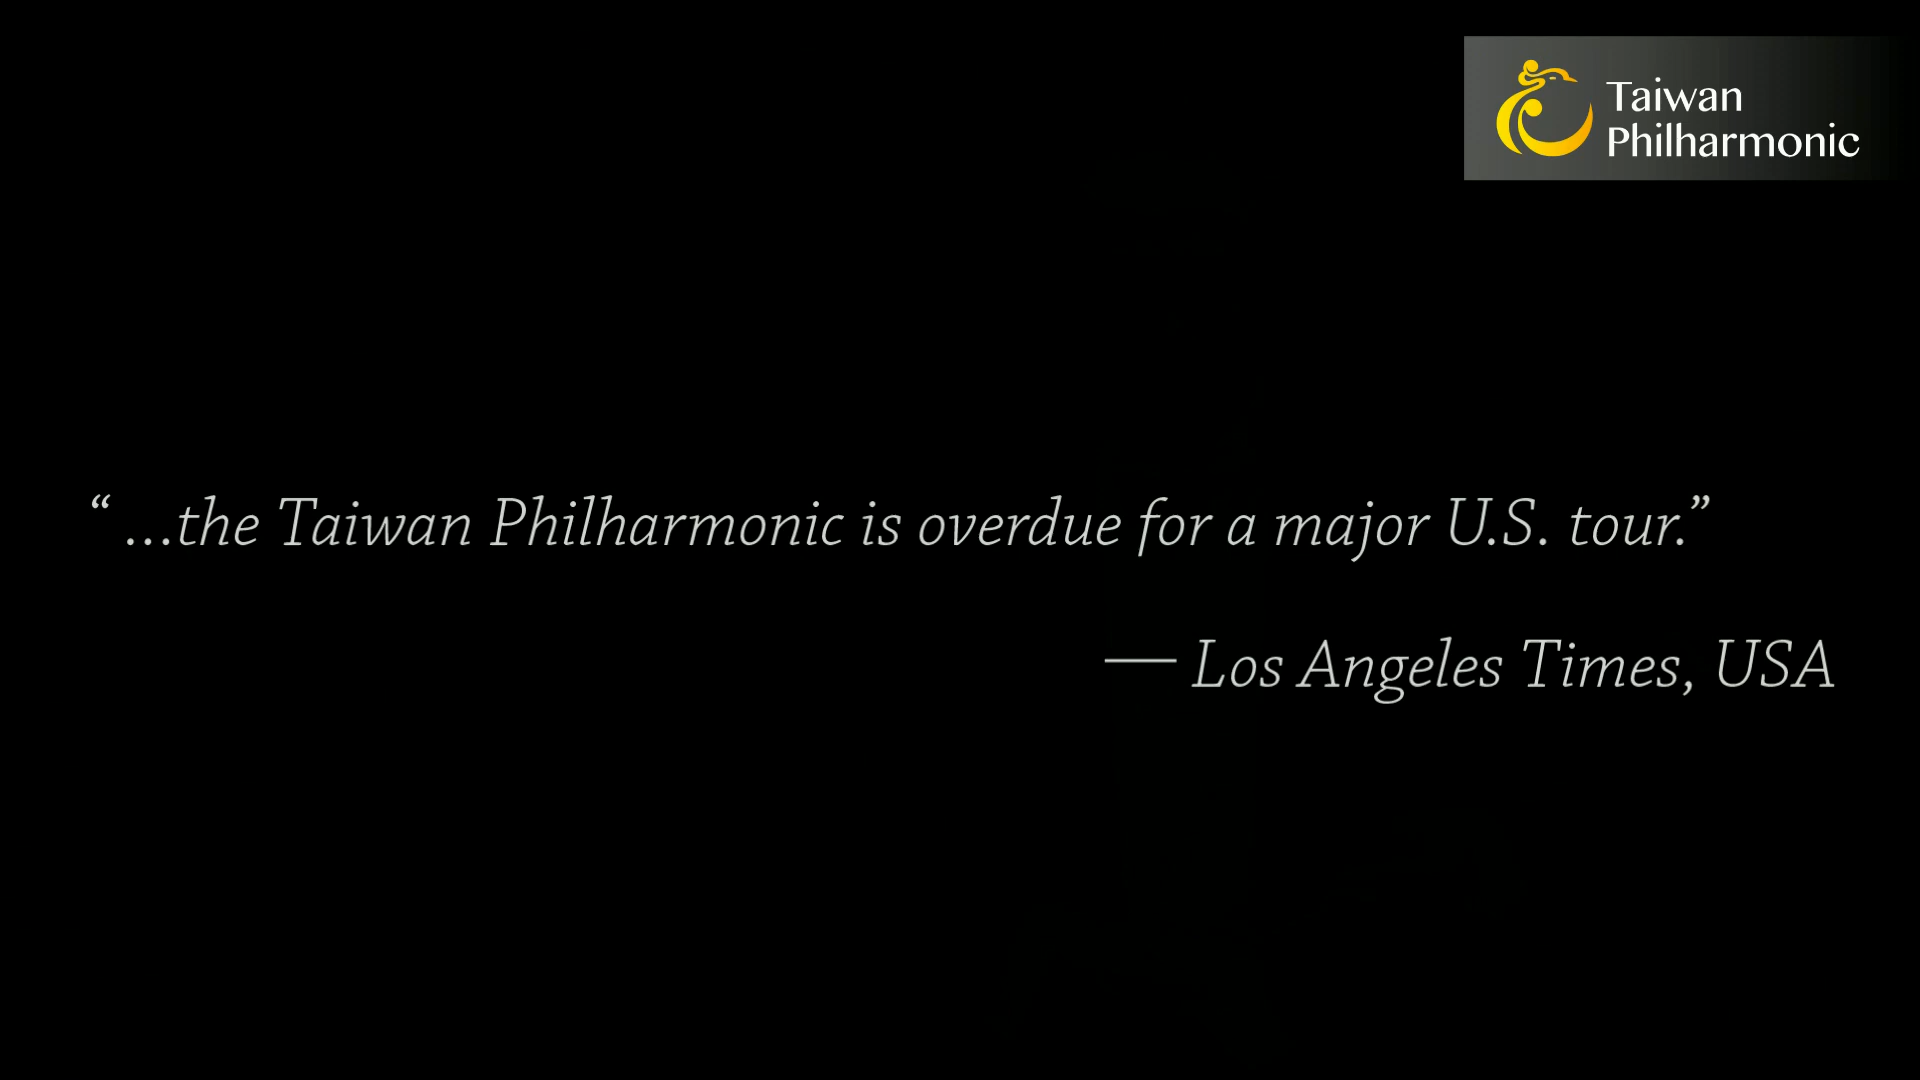 Taiwan
Philharmonic
“ ...the Taiwan Philharmonic is overdue for a major U.S. tour.”
— Los Angeles Times, USA